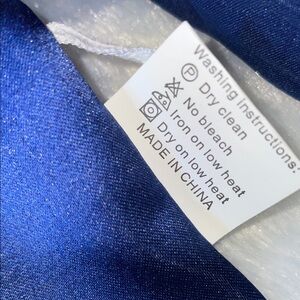 Washing instructions:
P Dry clean
No bleach
Iron on low heat
Dry on low heat
MADE IN CHINA